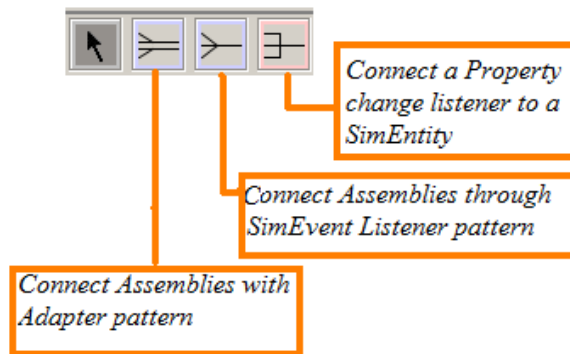 Connect a Property
change listener to a
SimEntity
Connect Assemblies through
SimEvent Listener pattern
Connect Assemblies with
Adapter pattern